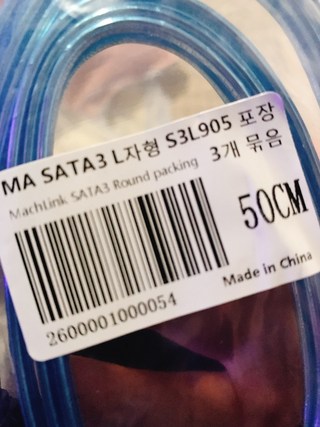 MA SATA3 L자형 S3L905 포장
MachLink SATA3 Round packing 3개 묶음
50CM
Made in China
2600001000054